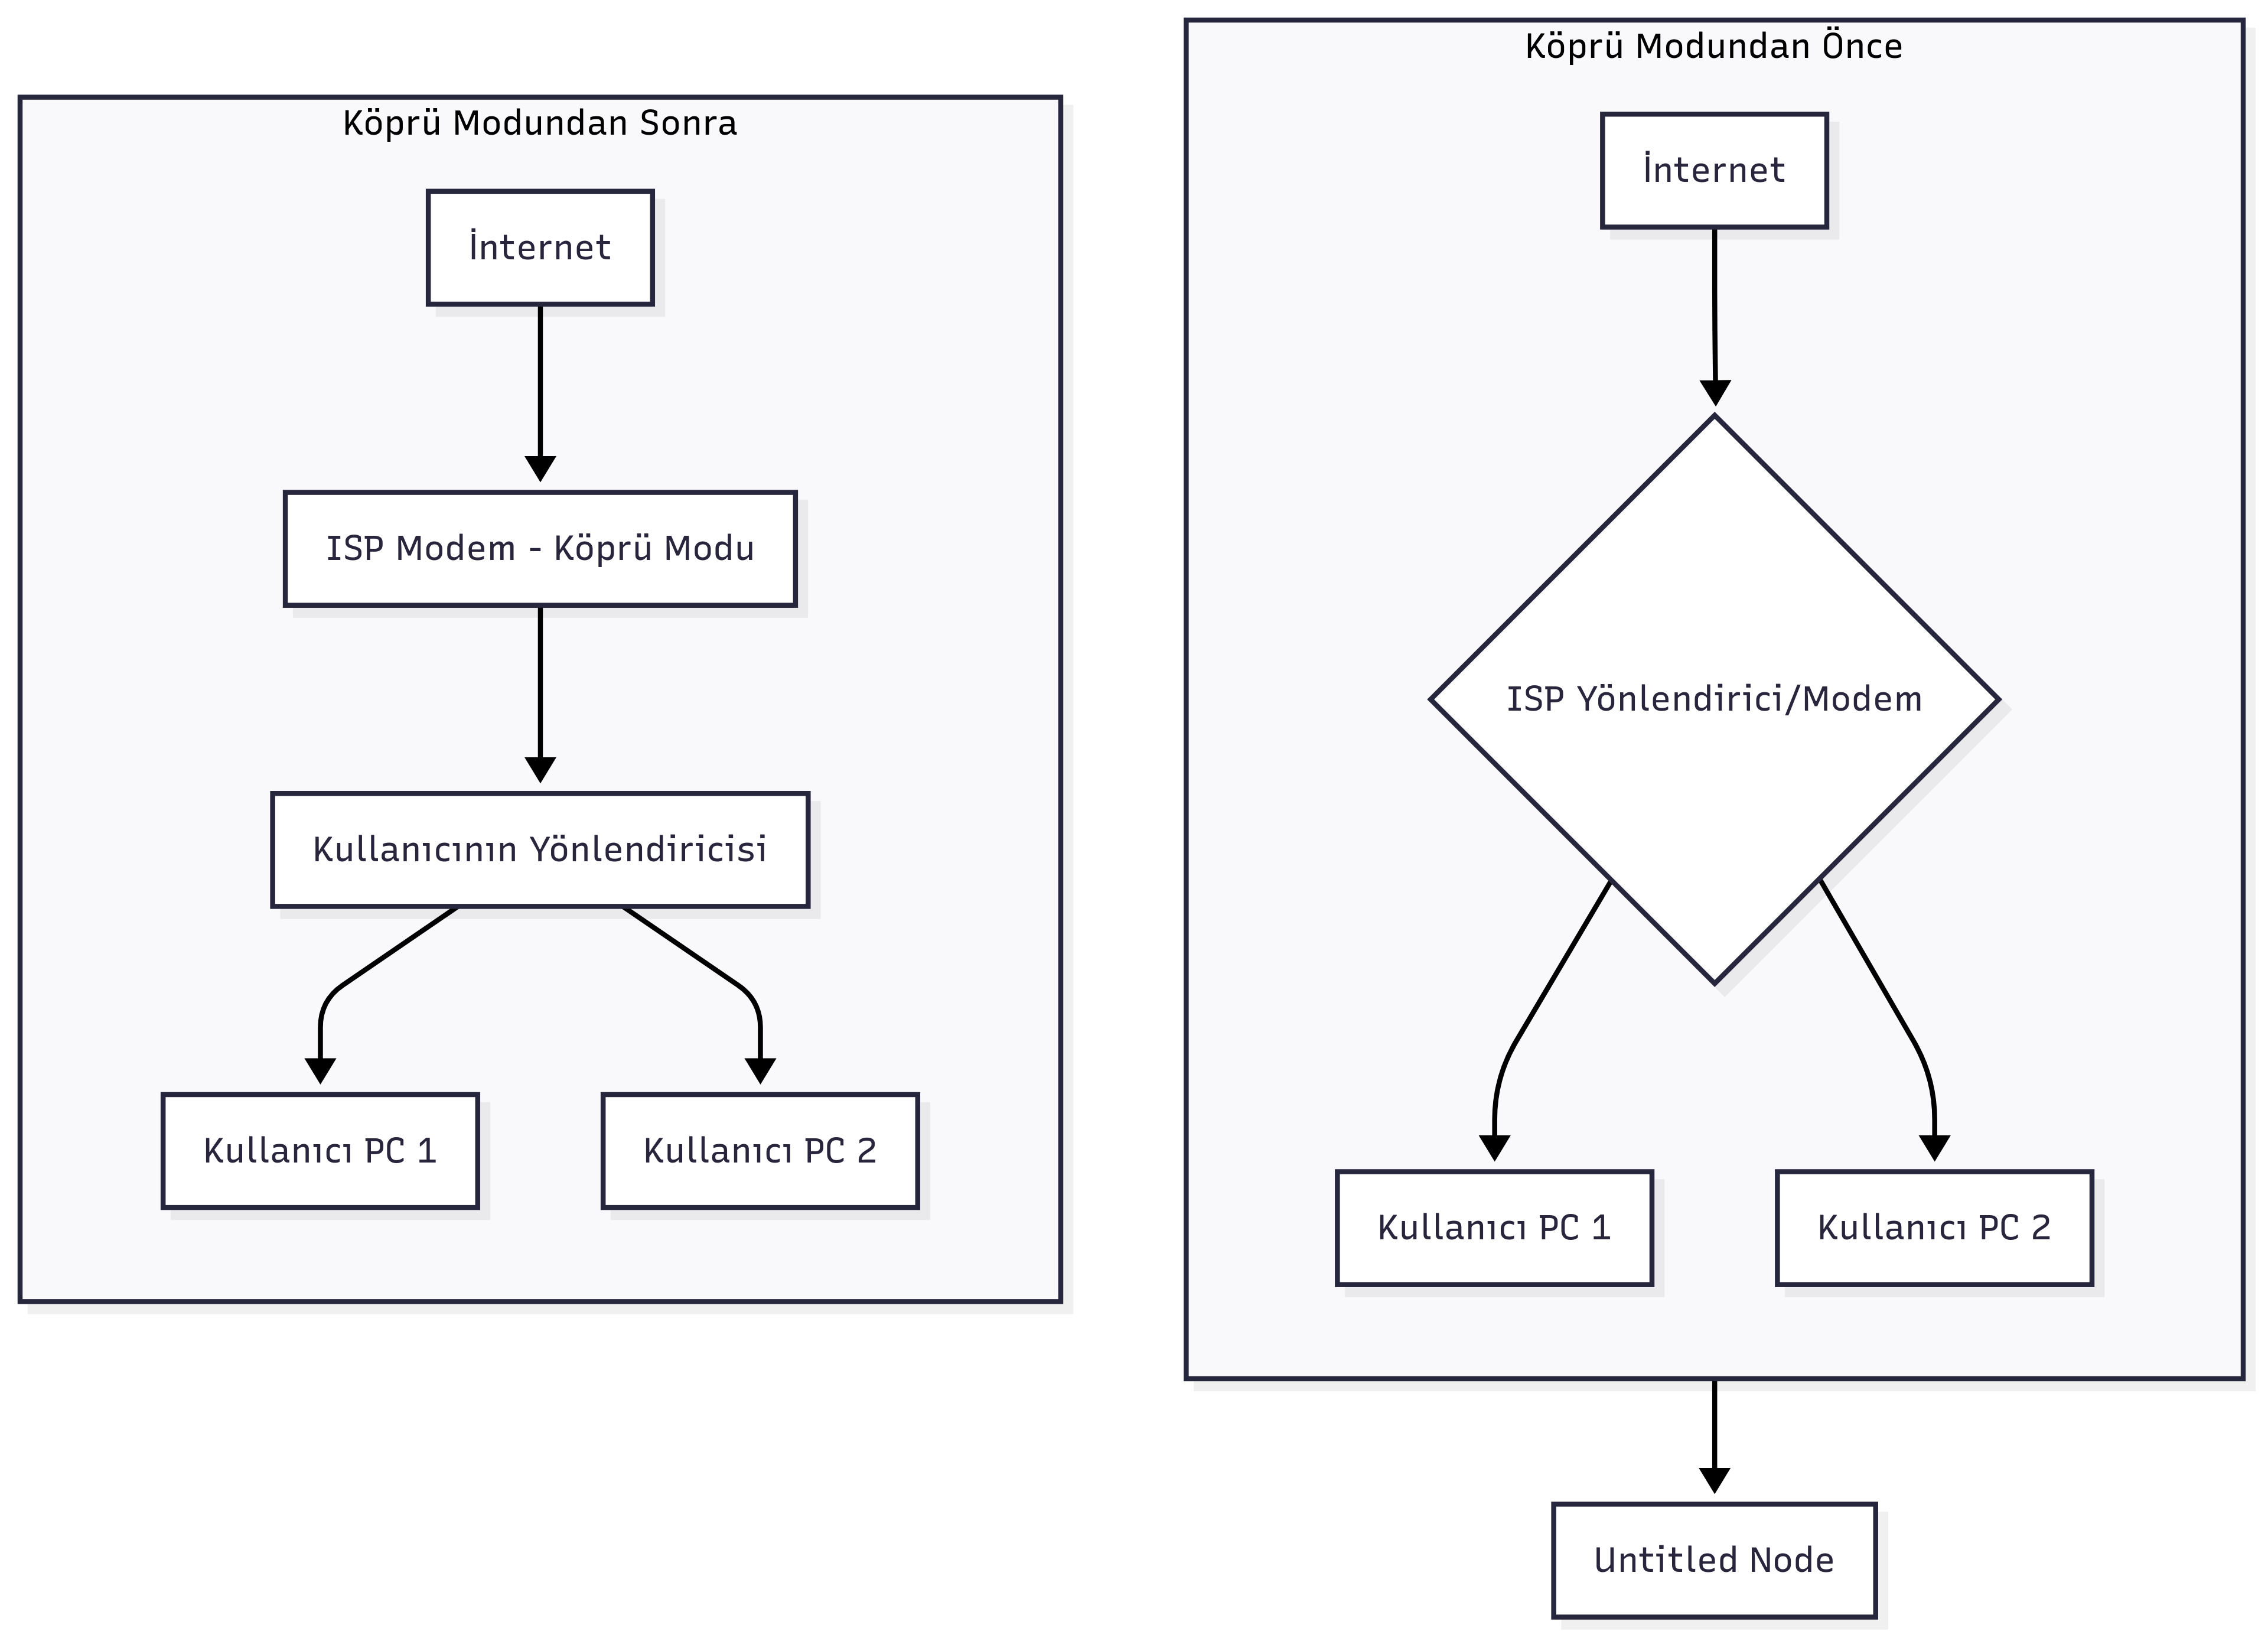 Köprü Modundan Sonra
İnternet
ISP Modem - Köprü Modu
Kullanıcının Yönlendiricisi
Kullanıcı PC 1
Kullanıcı PC 2
Köprü Modundan Önce
İnternet
ISP Yönlendirici/Modem
Kullanıcı PC 1
Kullanıcı PC 2
Untitled Node